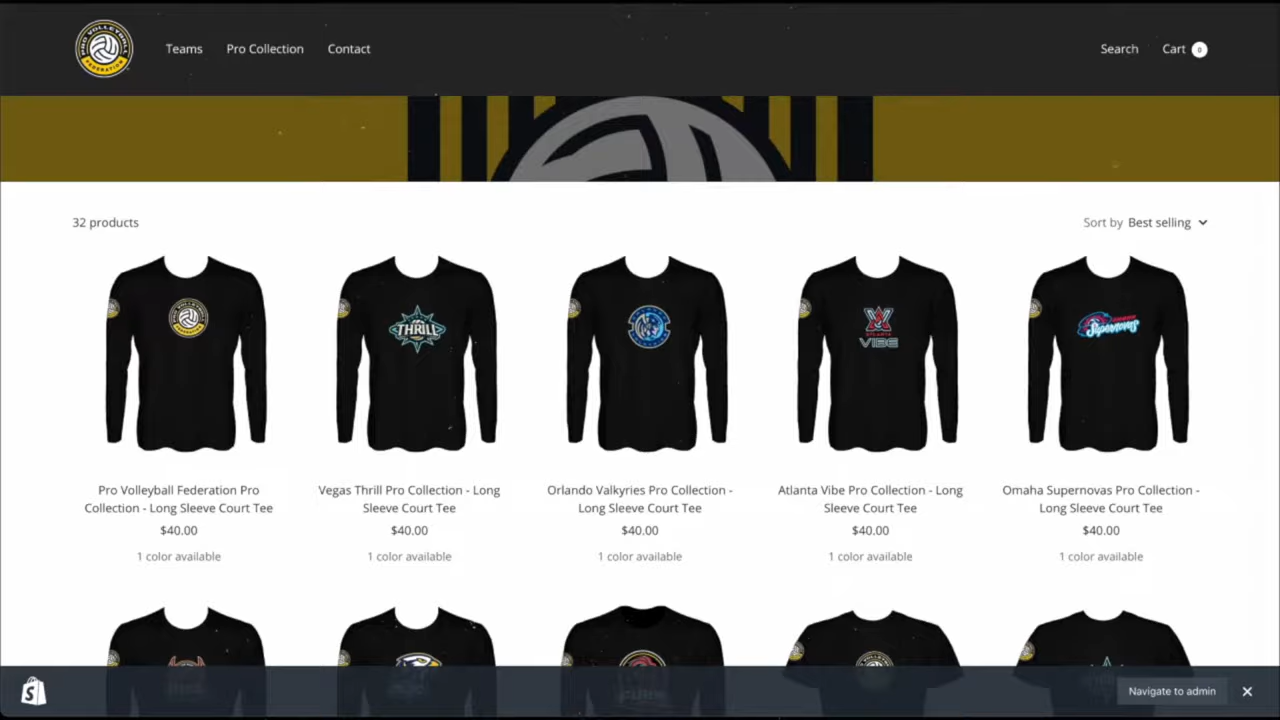 PRO VOLLEYBALL
FEDERATION
Teams
Pro Collection
Contact
Search
Cart 0
32 products
Sort by Best selling
THRILL
ATLANTA
VIBE
Supernovas
Pro Volleyball Federation Pro
Collection - Long Sleeve Court Tee
$40.00
1 color available
Vegas Thrill Pro Collection - Long
Sleeve Court Tee
$40.00
1 color available
Orlando Valkyries Pro Collection -
Long Sleeve Court Tee
$40.00
1 color available
Atlanta Vibe Pro Collection - Long
Sleeve Court Tee
$40.00
1 color available
Omaha Supernovas Pro Collection -
Long Sleeve Court Tee
$40.00
1 color available
Navigate to admin